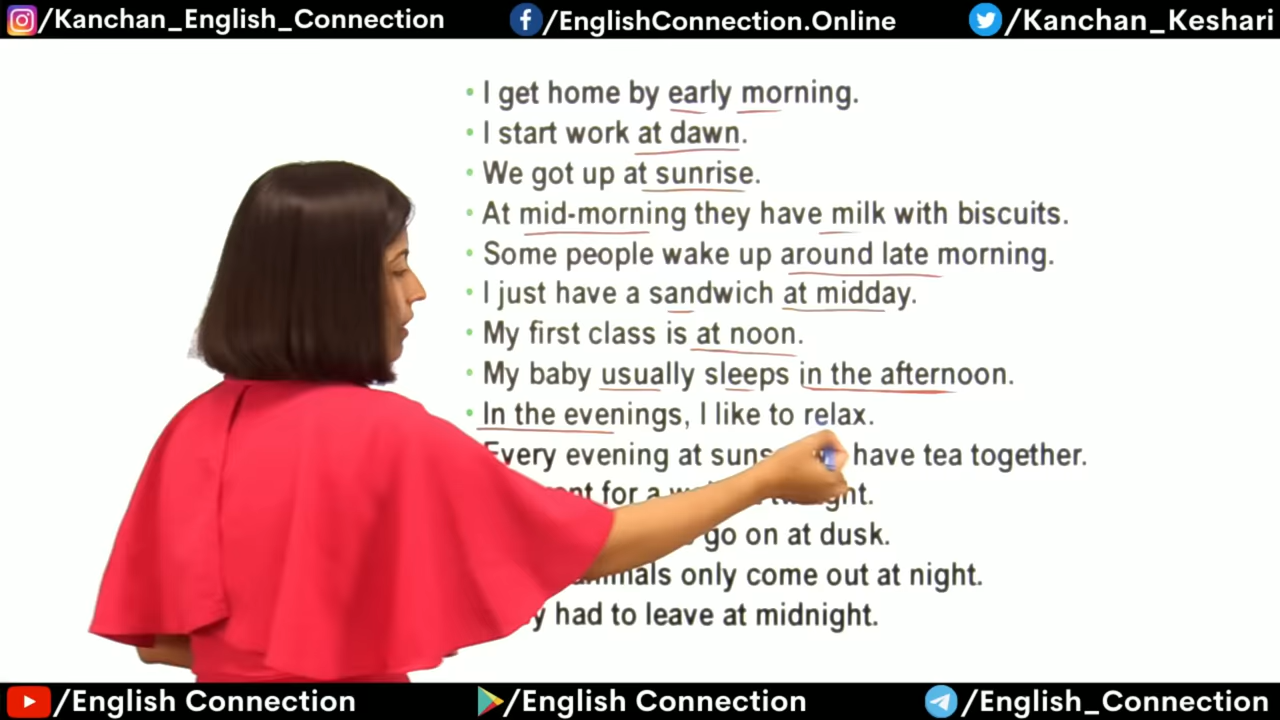 /Kanchan_English_Connection
/EnglishConnection.Online
/Kanchan_Keshari
• I get home by early morning.
• I start work at dawn.
• We got up at sunrise.
• At mid-morning they have milk with biscuits.
• Some people wake up around late morning.
• I just have a sandwich at midday.
• My first class is at noon.
• My baby usually sleeps in the afternoon.
• In the evenings, I like to relax.
Every evening at have tea together.
for a
go on at dusk.
only come out at night.
had to leave at midnight.
/English Connection
/English Connection
/English_Connection